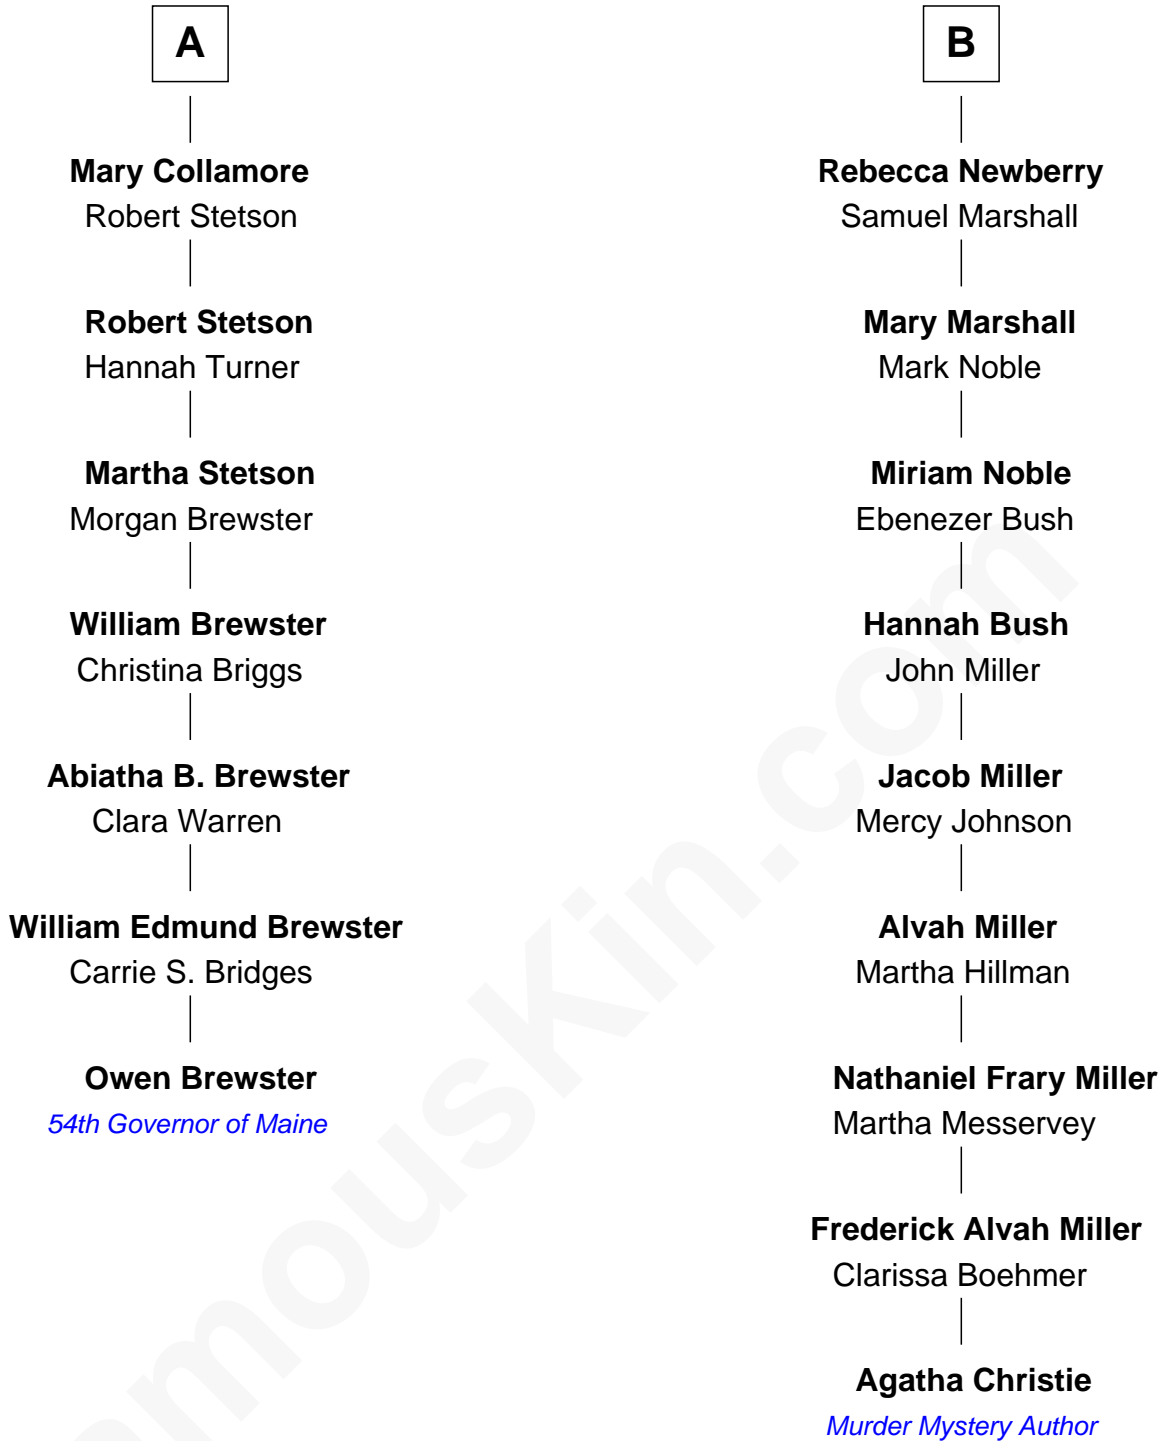 A
Mary Collamore
Robert Stetson
Robert Stetson
Hannah Turner
Martha Stetson
Morgan Brewster
William Brewster
Christina Briggs
Abiatha B. Brewster
Clara Warren
William Edmund Brewster
Carrie S. Bridges
Owen Brewster
54th Governor of Maine
B
Rebecca Newberry
Samuel Marshall
Mary Marshall
Mark Noble
Miriam Noble
Ebenezer Bush
Hannah Bush
John Miller
Jacob Miller
Mercy Johnson
Alvah Miller
Martha Hillman
Nathaniel Frary Miller
Martha Messervey
Frederick Alvah Miller
Clarissa Boehmer
Agatha Christie
Murder Mystery Author
amouskin.com